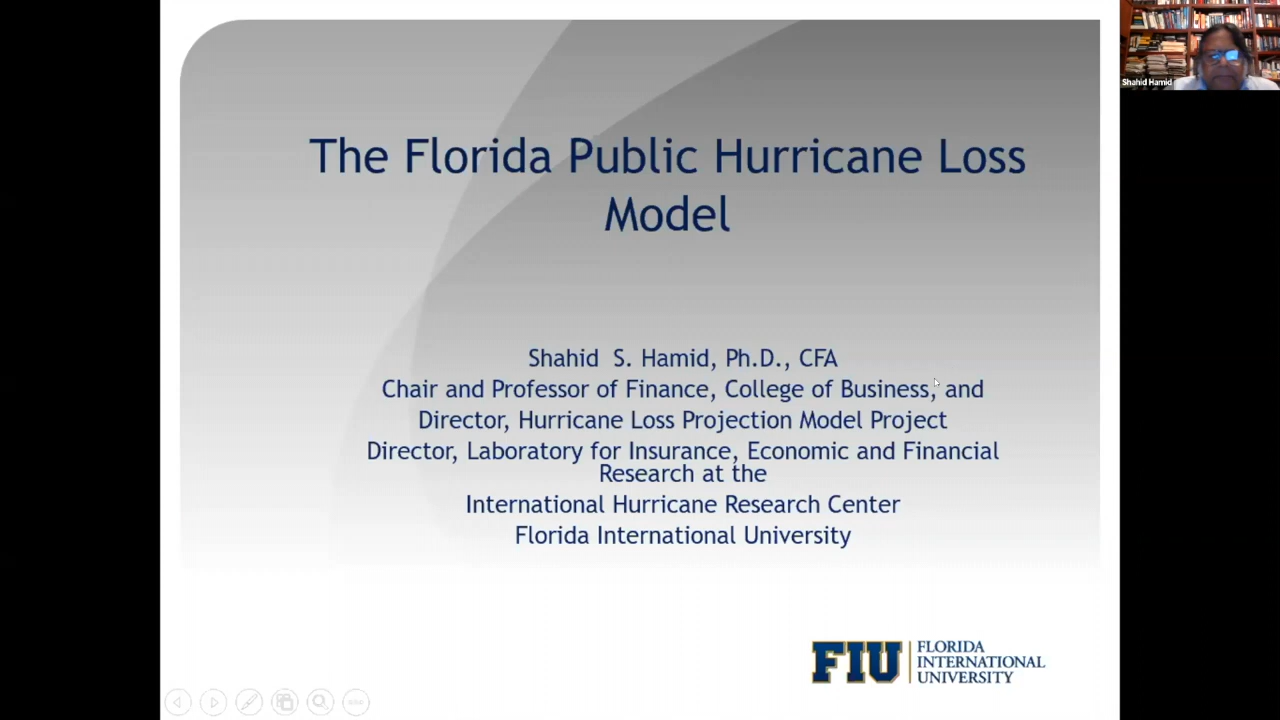 The Florida Public Hurricane Loss
Model
Shahid S. Hamid, Ph.D., CFA
Chair and Professor of Finance, College of Business, and
Director, Hurricane Loss Projection Model Project
Director, Laboratory for Insurance, Economic and Financial
Research at the
International Hurricane Research Center
Florida International University
FIU
FLORIDA
INTERNATIONAL
UNIVERSITY
Shahid Hamid